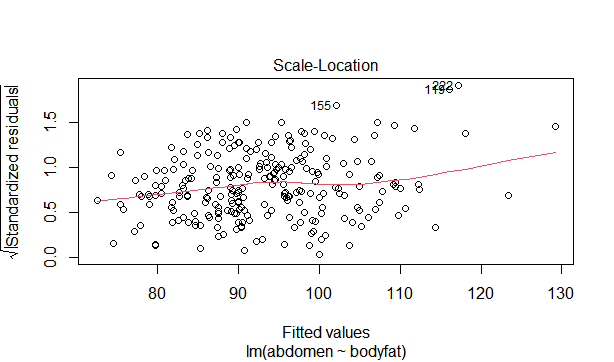 Scale-Location
√|Standardized residuals|
0.0 0.5 1.0 1.5
222
119
155
80 90 100 110 120 130
Fitted values
lm(abdomen ~ bodyfat)